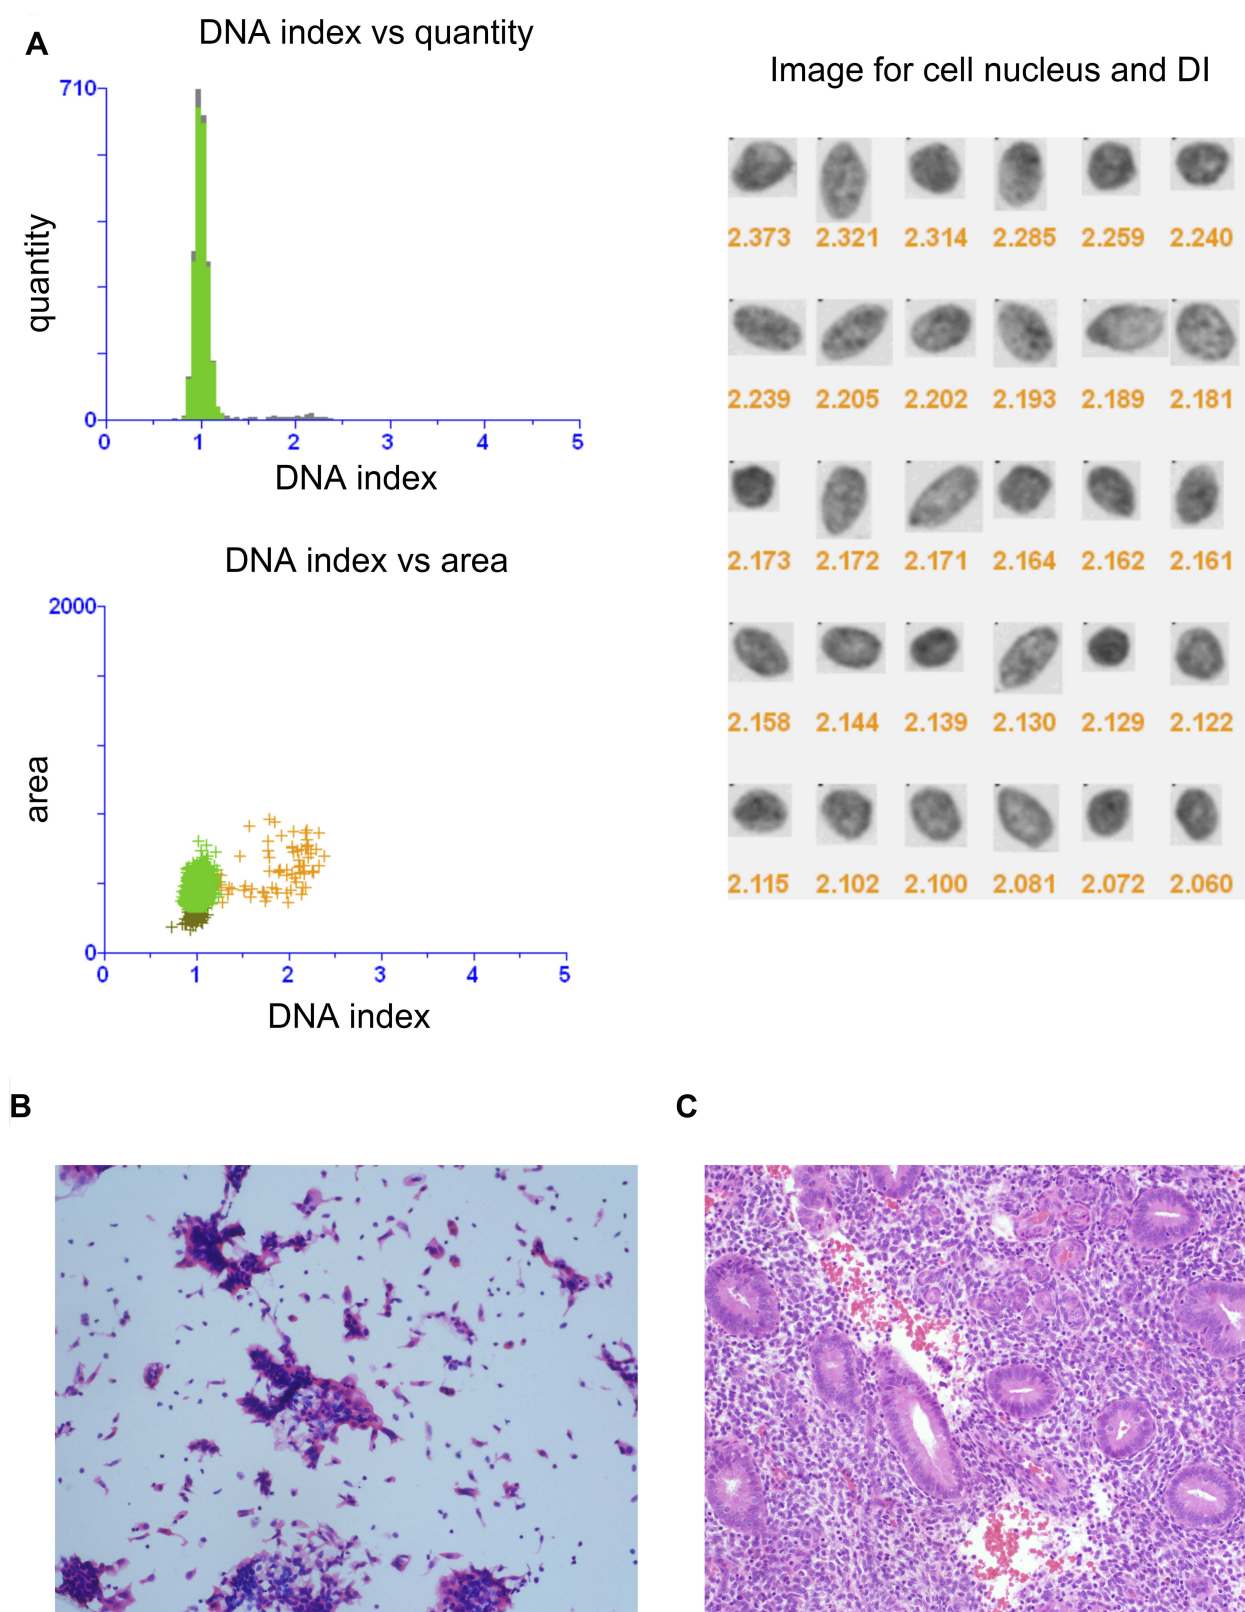 A
DNA index vs quantity
710
quantity
0
0 1 2 3 4 5
DNA index
DNA index vs area
2000
area
0
0 1 2 3 4 5
DNA index
Image for cell nucleus and DI
2.373 2.321 2.314 2.285 2.259 2.240
2.239 2.205 2.202 2.193 2.189 2.181
2.173 2.172 2.171 2.164 2.162 2.161
2.158 2.144 2.139 2.130 2.129 2.122
2.115 2.102 2.100 2.081 2.072 2.060
B
C